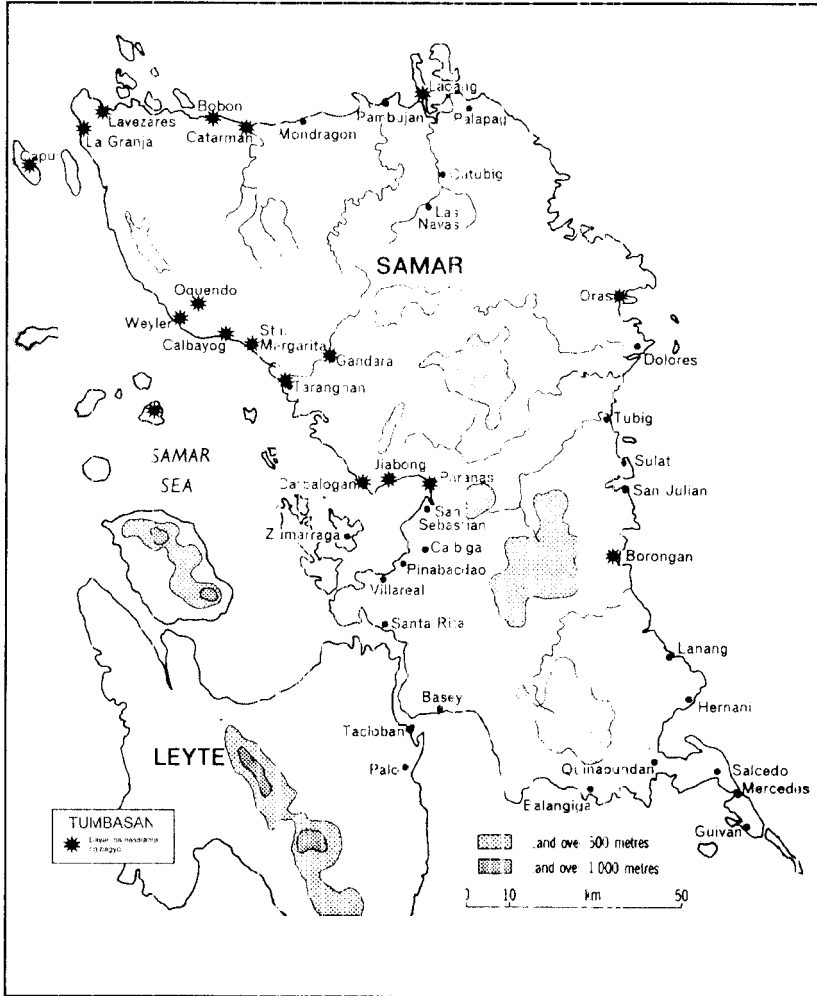 Laoang
Bobon
Lavezares
Pambujan
Palapag
Catarman
Mondragon
La Granja
Capul
Catubig
Las
Navas
SAMAR
Oquendo
Oras
Weyler
Sta.
Calbayog
Margarita
Gandara
Dolores
Tarangnan
Tubig
SAMAR
SEA
Sulat
Jiabong
Catbalogan
Paranas
San Julian
San
Sebastian
Zumarraga
Calbiga
Borongan
Pinabacdao
Villareal
Santa Rita
Lanang
Basey
Hernani
Tacloban
LEYTE
Palo
Quinapundan
Salcedo
Mercedes
Balangiga
Guivan
TUMBASAN
Land over 500 metres
Land over 1 000 metres
0 10 km 50